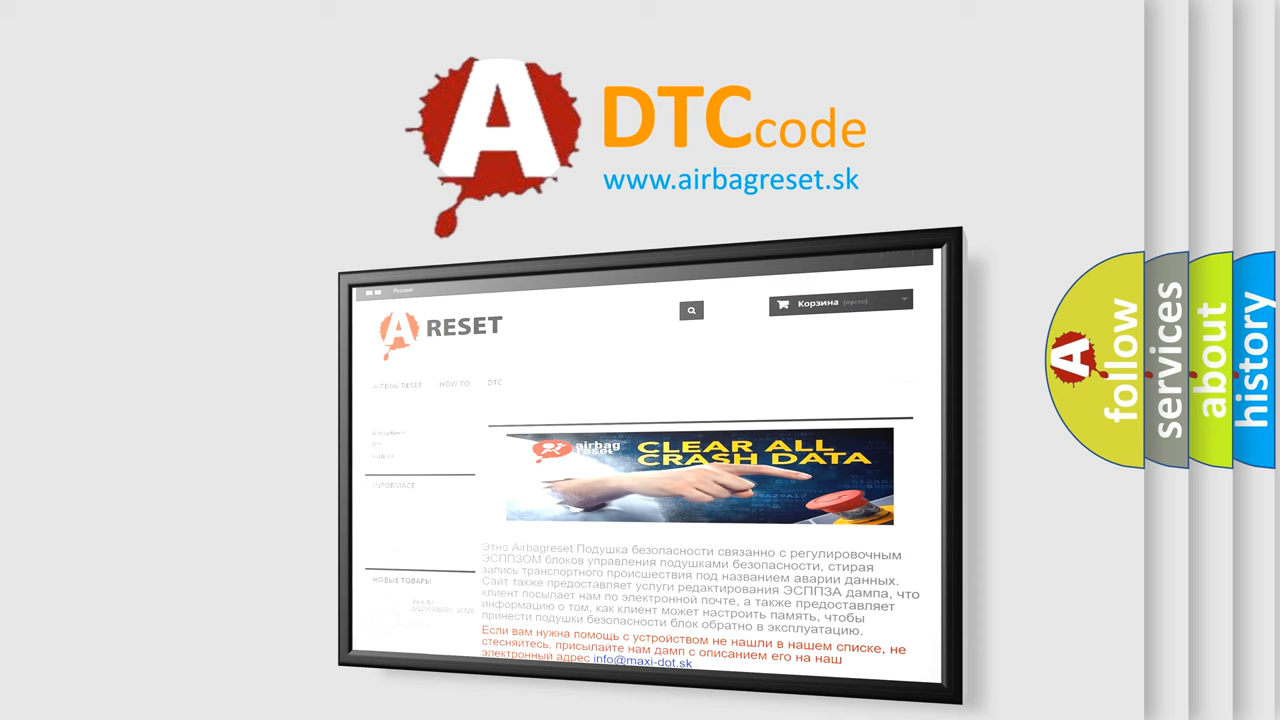 A
DTCcode
www.airbagreset.sk
Русский
A RESET
Корзина (пусто)
AIRBAG RESET HOW TO DTC
INFORMACE
НОВЫЕ ТОВАРЫ
airbag
reset
CLEAR ALL
CRASH DATA
Этно Airbagreset Подушка безопасности связанно с регулировочным
ЭСППЗОМ блоков управления подушками безопасности, стирая
запись транспортного происшествия под названием аварии данных.
Сайт также предоставляет услуги редактирования ЭСППЗА дампа, что
клиент посылает нам по электронной почте, а также предоставляет
информацию о том, как клиент может настроить память, чтобы
принести подушки безопасности блок обратно в эксплуатацию.
Если вам нужна помощь с устройством не нашли в нашем списке, не
стесняйтесь, присылайте нам дамп с описанием его на наш
электронный адрес info@maxi-dot.sk
A
follow
services
about
history